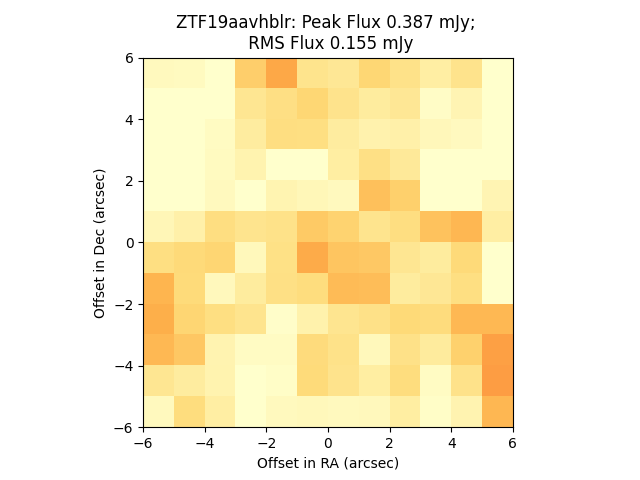 ZTF19aavhblr: Peak Flux 0.387 mJy;
RMS Flux 0.155 mJy
6
4
2
0
−2
−4
−6
Offset in Dec (arcsec)
−6 −4 −2 0 2 4 6
Offset in RA (arcsec)